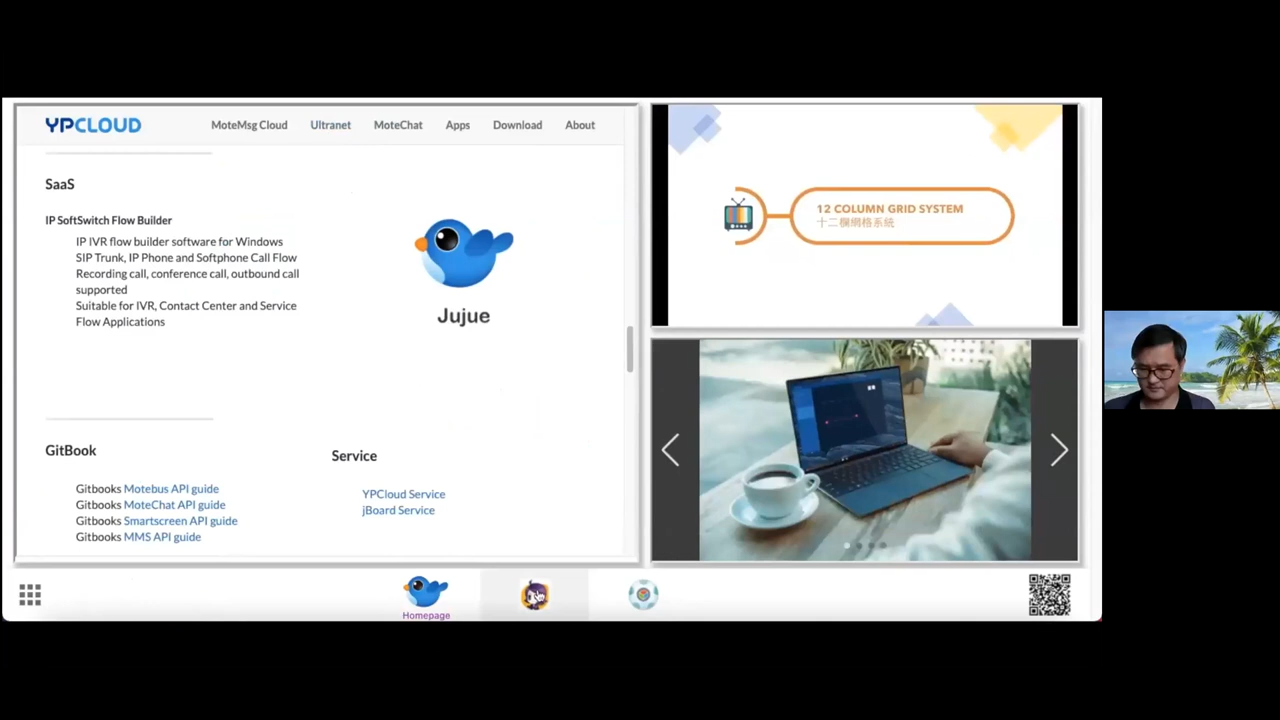 YPCLOUD
MoteMsg Cloud Ultranet MoteChat Apps Download About
SaaS
IP SoftSwitch Flow Builder
IP IVR flow builder software for Windows
SIP Trunk, IP Phone and Softphone Call Flow
Recording call, conference call, outbound call
supported
Suitable for IVR, Contact Center and Service
Flow Applications
Jujue
GitBook
Gitbooks Motebus API guide
Gitbooks MoteChat API guide
Gitbooks Smartscreen API guide
Gitbooks MMS API guide
Service
YPCloud Service
jBoard Service
12 COLUMN GRID SYSTEM
十二欄網格系統
Homepage